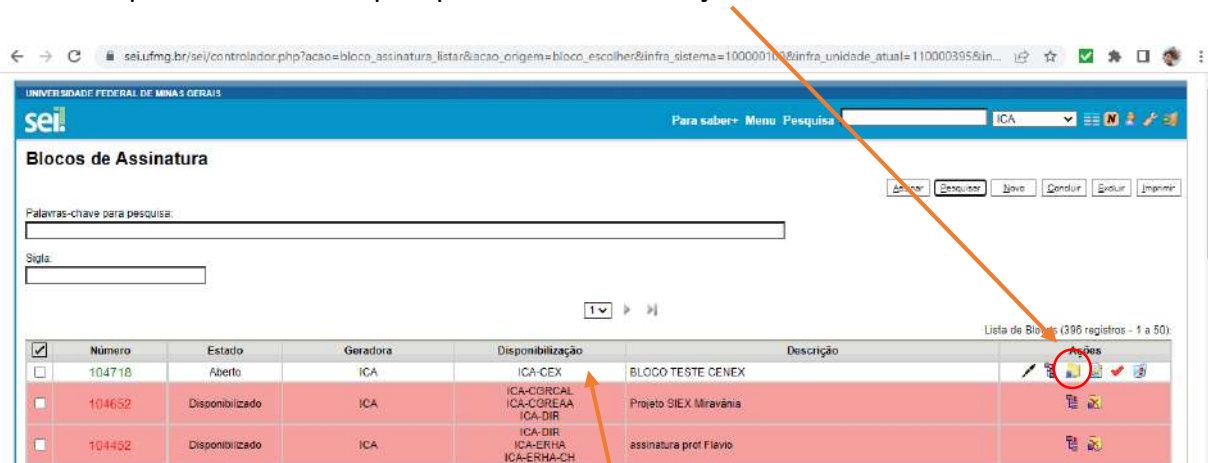 sei.ufmg.br/sei/controlador.php?acao=bloco_assinatura_listar&acao_origem=bloco_escolher&infra_sistema=100000100&infra_unidade_atual=110000395&in...
UNIVERSIDADE FEDERAL DE MINAS GERAIS
sei!
Para saber+ Menu Pesquisa ICA
Blocos de Assinatura
Assinar Pesquisar Novo Concluir Excluir Imprimir
Palavras-chave para pesquisa:
Sigla:
1
Lista de Blocos (396 registros - 1 a 50):
Número Estado Geradora Disponibilização Descrição Ações
104718 Aberto ICA ICA-CEX BLOCO TESTE CENEX
104652 Disponibilizado ICA ICA-CGRCAL
ICA-CGREAA
ICA-DIR Projeto SIEX Miravânia
104452 Disponibilizado ICA ICA-DIR
ICA-ERHA
ICA-ERHA-CH assinatura prof Flavio